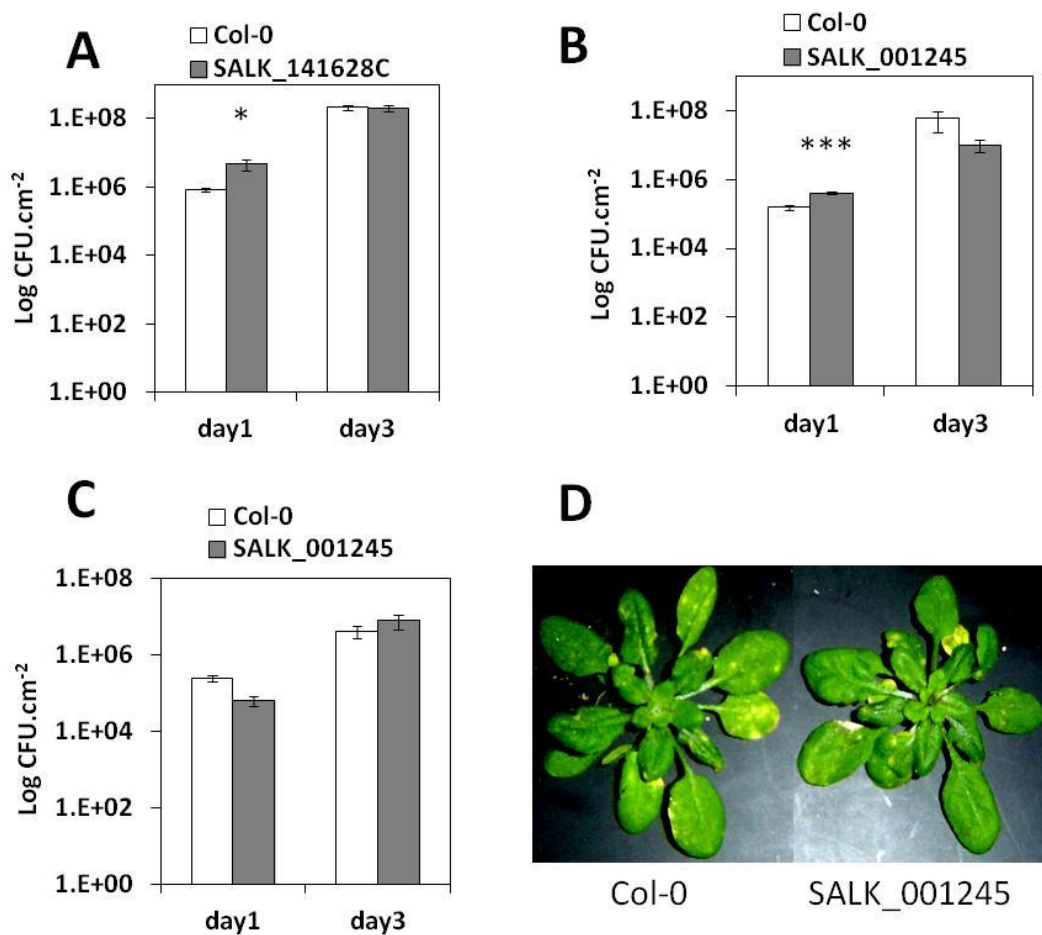 A
Col-0
SALK_141628C
Log CFU.cm-2
1.E+08
1.E+06
1.E+04
1.E+02
1.E+00
*
day1 day3
B
Col-0
SALK_001245
Log CFU.cm-2
1.E+08
1.E+06
1.E+04
1.E+02
1.E+00
***
day1 day3
C
Col-0
SALK_001245
Log CFU.cm-2
1.E+08
1.E+06
1.E+04
1.E+02
1.E+00
day1 day3
D
Col-0 SALK_001245